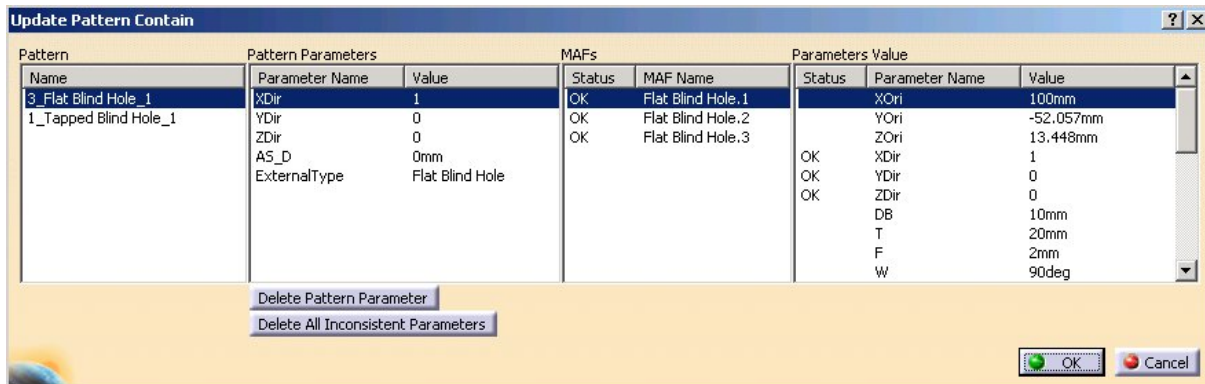 Update Pattern Contain ? ×
Pattern Pattern Parameters MAFs Parameters Value
Name Parameter Name Value Status MAF Name Status Parameter Name Value
3_Flat Blind Hole_1 XDir 1 OK Flat Blind Hole.1 XOri 100mm
1_Tapped Blind Hole_1 YDir 0 OK Flat Blind Hole.2 YOri -52.057mm
ZDir 0 OK Flat Blind Hole.3 ZOri 13.448mm
AS_D 0mm OK XDir 1
ExternalType Flat Blind Hole OK YDir 0
OK ZDir 0
DB 10mm
T 20mm
F 2mm
W 90deg
Delete Pattern Parameter
Delete All Inconsistent Parameters
OK Cancel